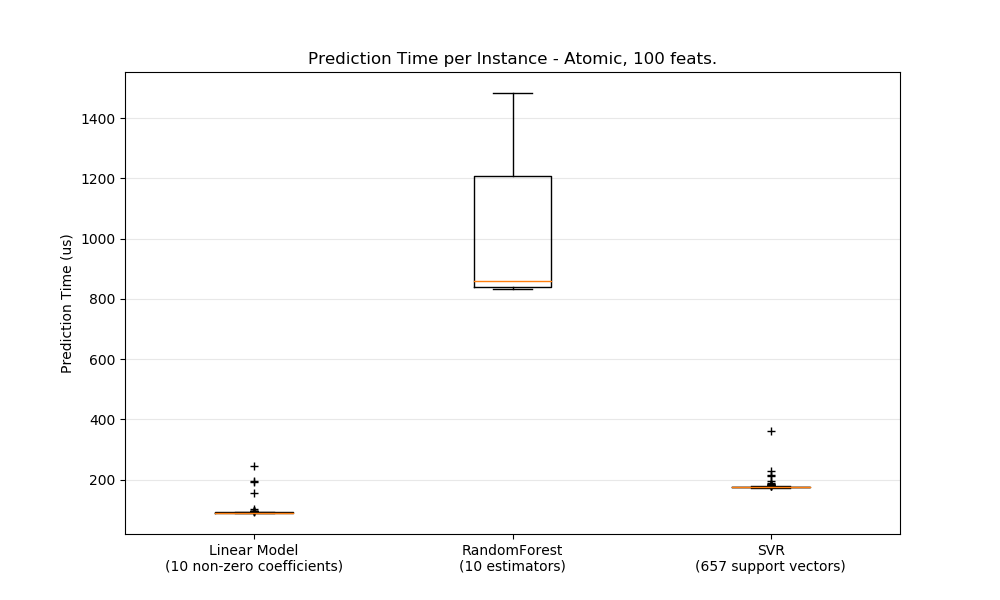 Prediction Time per Instance - Atomic, 100 feats.
Prediction Time (us)
1400
1200
1000
800
600
400
200
Linear Model
(10 non-zero coefficients)
RandomForest
(10 estimators)
SVR
(657 support vectors)